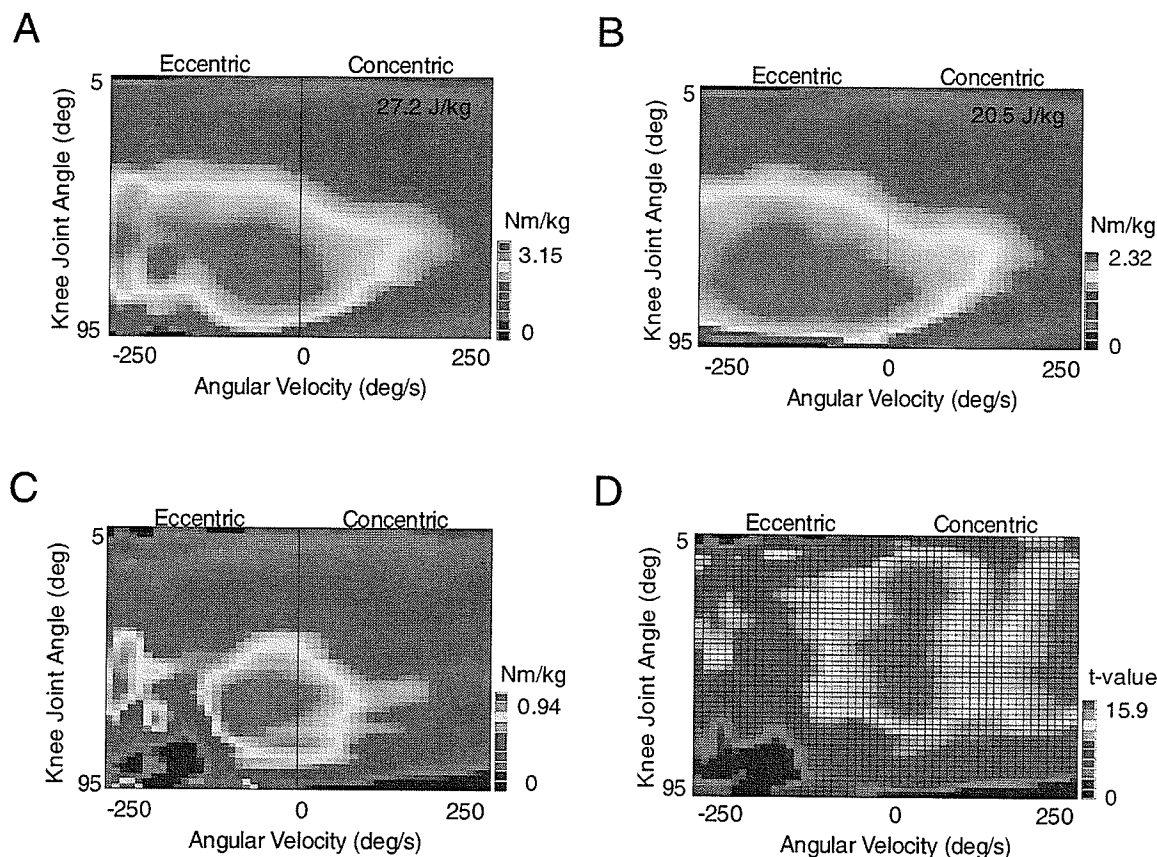 A
Eccentric Concentric
5
27.2 J/kg
Knee Joint Angle (deg)
Nm/kg
3.15
0
95
-250 0 250
Angular Velocity (deg/s)
B
Eccentric Concentric
5
20.5 J/kg
Knee Joint Angle (deg)
Nm/kg
2.32
0
95
-250 0 250
Angular Velocity (deg/s)
C
Eccentric Concentric
5
Knee Joint Angle (deg)
Nm/kg
0.94
0
95
-250 0 250
Angular Velocity (deg/s)
D
Eccentric Concentric
5
Knee Joint Angle (deg)
t-value
15.9
0
95
-250 0 250
Angular Velocity (deg/s)